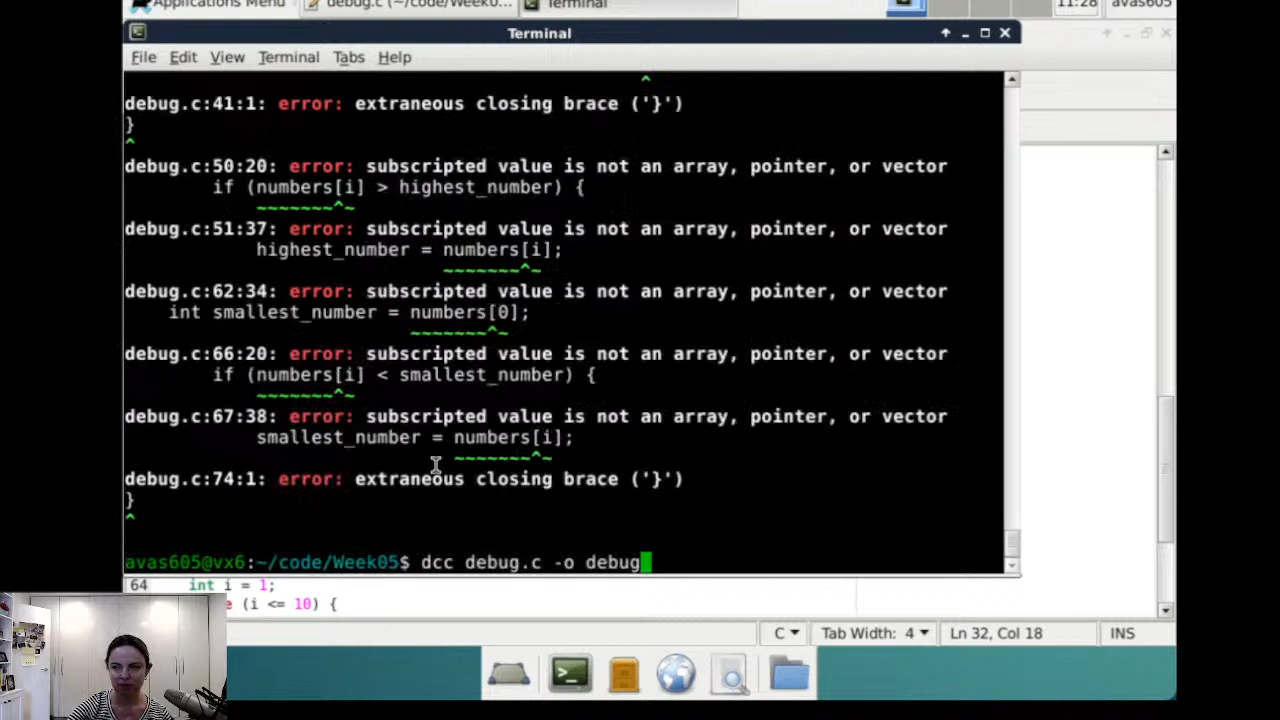 Applications Menu debug.c (~/code/Week0... Terminal 11:28 avas605
Terminal
File Edit View Terminal Tabs Help
^
debug.c:41:1: error: extraneous closing brace ('}')
}
^
debug.c:50:20: error: subscripted value is not an array, pointer, or vector
if (numbers[i] > highest_number) {
~~~~~~~^~
debug.c:51:37: error: subscripted value is not an array, pointer, or vector
highest_number = numbers[i];
~~~~~~~^~
debug.c:62:34: error: subscripted value is not an array, pointer, or vector
int smallest_number = numbers[0];
~~~~~~~^~
debug.c:66:20: error: subscripted value is not an array, pointer, or vector
if (numbers[i] < smallest_number) {
~~~~~~~^~
debug.c:67:38: error: subscripted value is not an array, pointer, or vector
smallest_number = numbers[i];
~~~~~~~^~
debug.c:74:1: error: extraneous closing brace ('}')
}
^
avas605@vx6:~/code/Week05$ dcc debug.c -o debug
64 int i = 1;
e (i <= 10) {
C Tab Width: 4 Ln 32, Col 18 INS